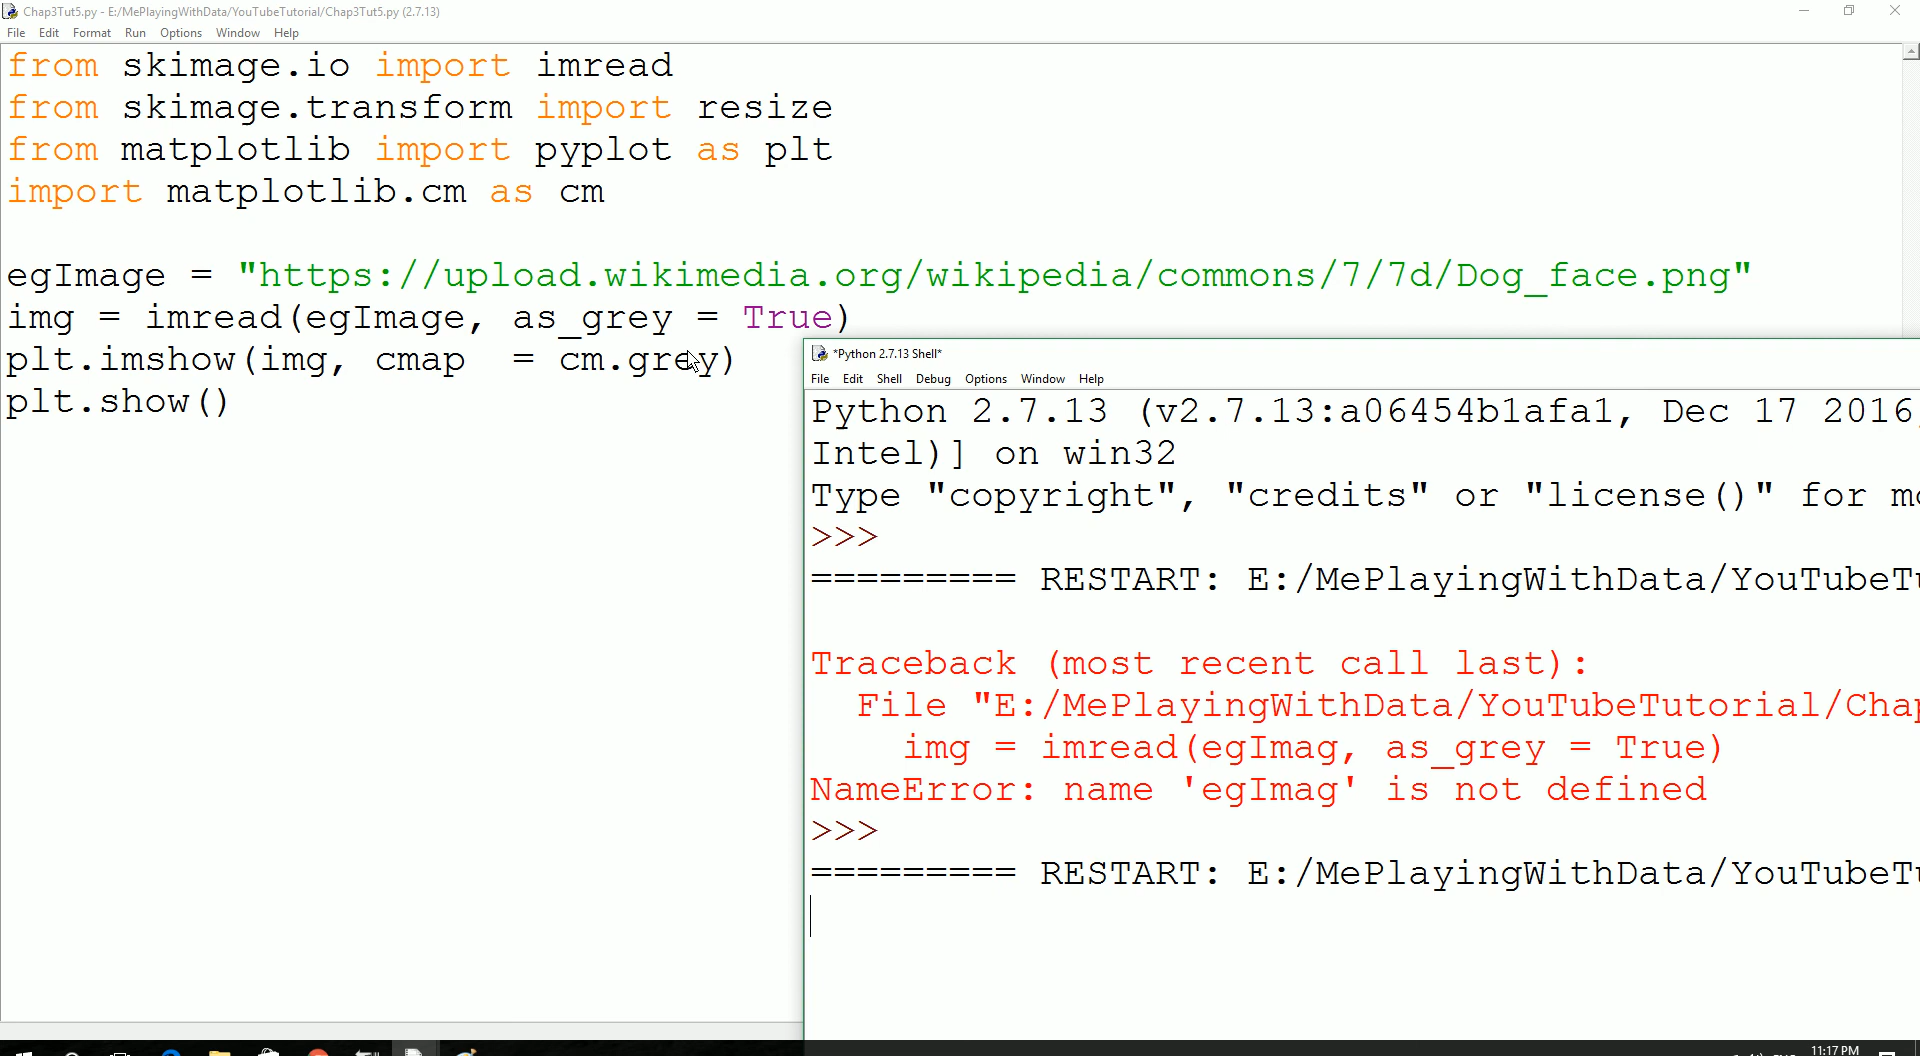 Chap3Tut5.py - E:/MePlayingWithData/YouTubeTutorial/Chap3Tut5.py (2.7.13)
File Edit Format Run Options Window Help
from skimage.io import imread
from skimage.transform import resize
from matplotlib import pyplot as plt
import matplotlib.cm as cm
egImage = "https://upload.wikimedia.org/wikipedia/commons/7/7d/Dog_face.png"
img = imread(egImage, as_grey = True)
plt.imshow(img, cmap  = cm.grey)
plt.show()
*Python 2.7.13 Shell*
File Edit Shell Debug Options Window Help
Python 2.7.13 (v2.7.13:a06454b1afa1, Dec 17 2016,
Intel)] on win32
Type "copyright", "credits" or "license()" for mo
>>>
========= RESTART: E:/MePlayingWithData/YouTubeTu
Traceback (most recent call last):
  File "E:/MePlayingWithData/YouTubeTutorial/Chap
    img = imread(egImag, as_grey = True)
NameError: name 'egImag' is not defined
>>>
========= RESTART: E:/MePlayingWithData/YouTubeTu
11:17 PM